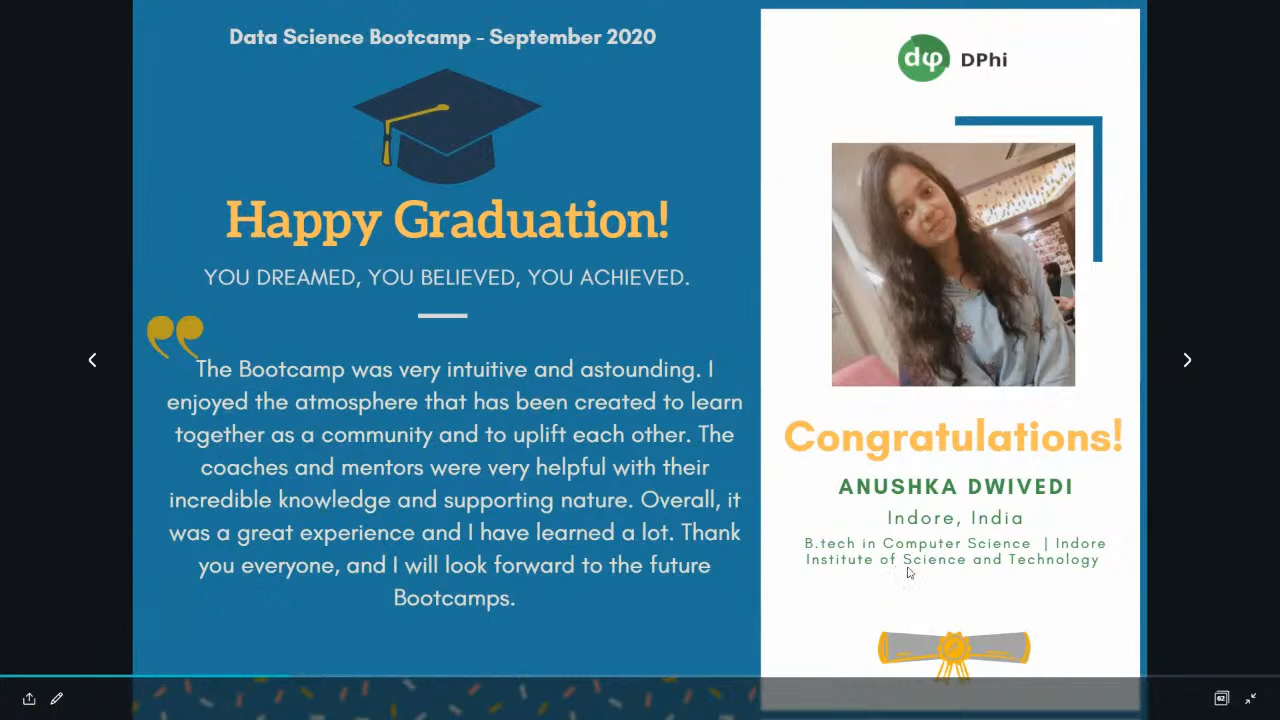 Data Science Bootcamp - September 2020
Happy Graduation!
YOU DREAMED, YOU BELIEVED, YOU ACHIEVED.
The Bootcamp was very intuitive and astounding. I
enjoyed the atmosphere that has been created to learn
together as a community and to uplift each other. The
coaches and mentors were very helpful with their
incredible knowledge and supporting nature. Overall, it
was a great experience and I have learned a lot. Thank
you everyone, and I will look forward to the future
Bootcamps.
dφ DPhi
Congratulations!
ANUSHKA DWIVEDI
Indore, India
B.tech in Computer Science | Indore
Institute of Science and Technology
62